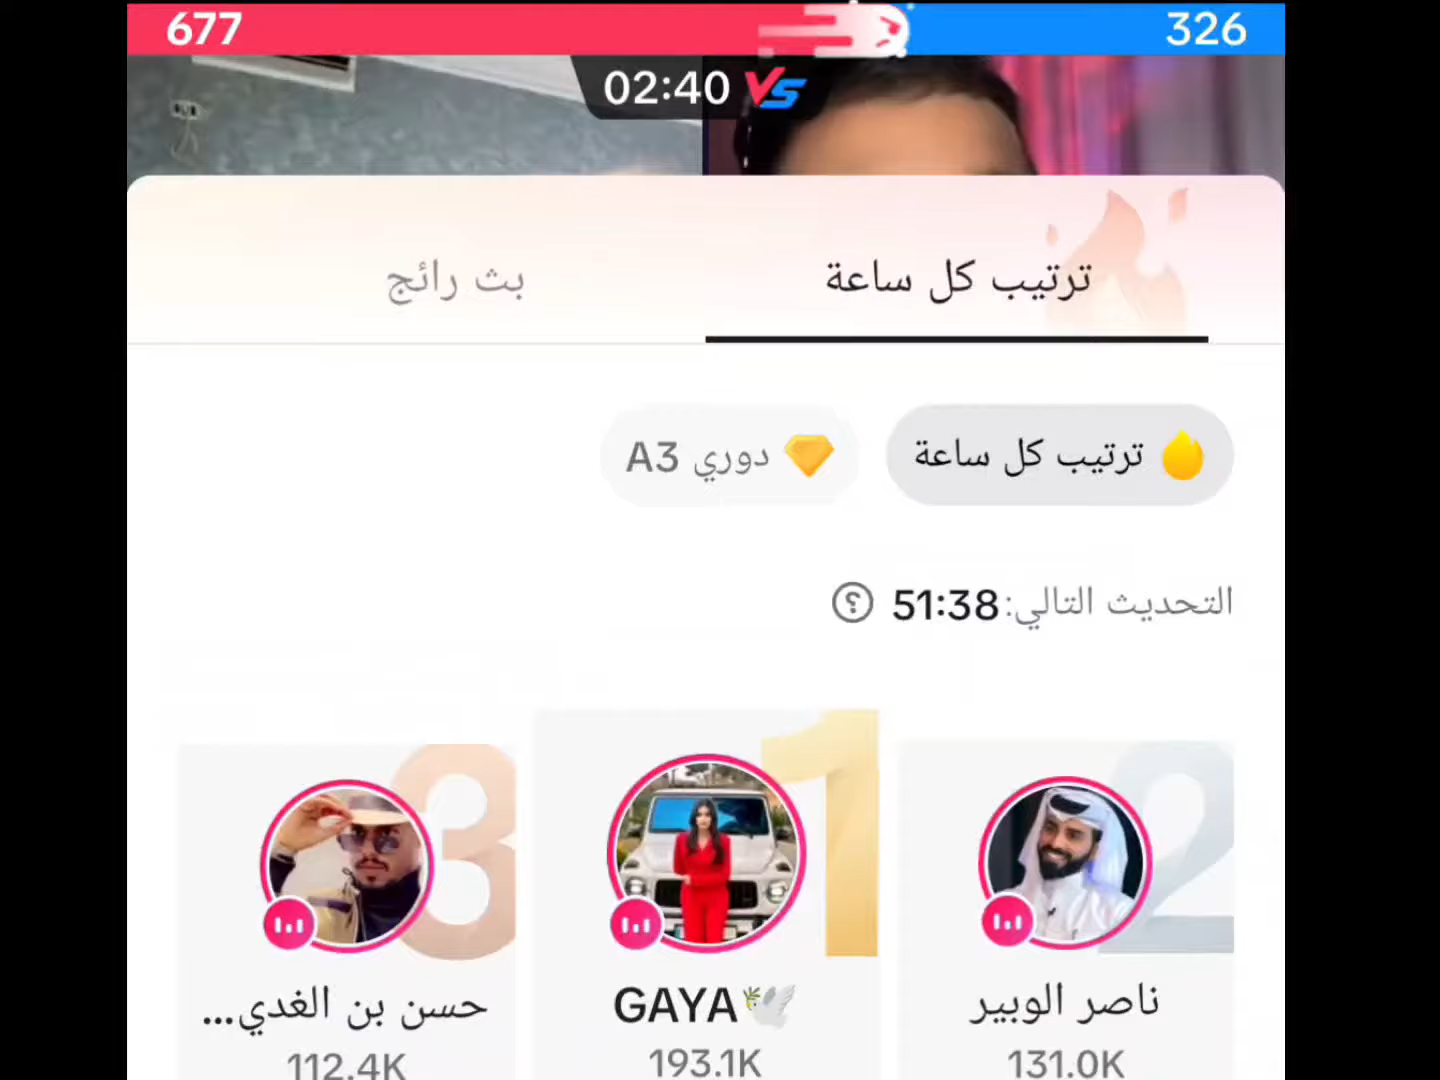 677
326
02:40 VS
ترتيب كل ساعة
بث رائج
ترتيب كل ساعة
دوري A3
التحديث التالي: 51:38
2
1
3
ناصر الوبير
GAYA🕊️
حسن بن الغدي...
131.0K
193.1K
112.4K